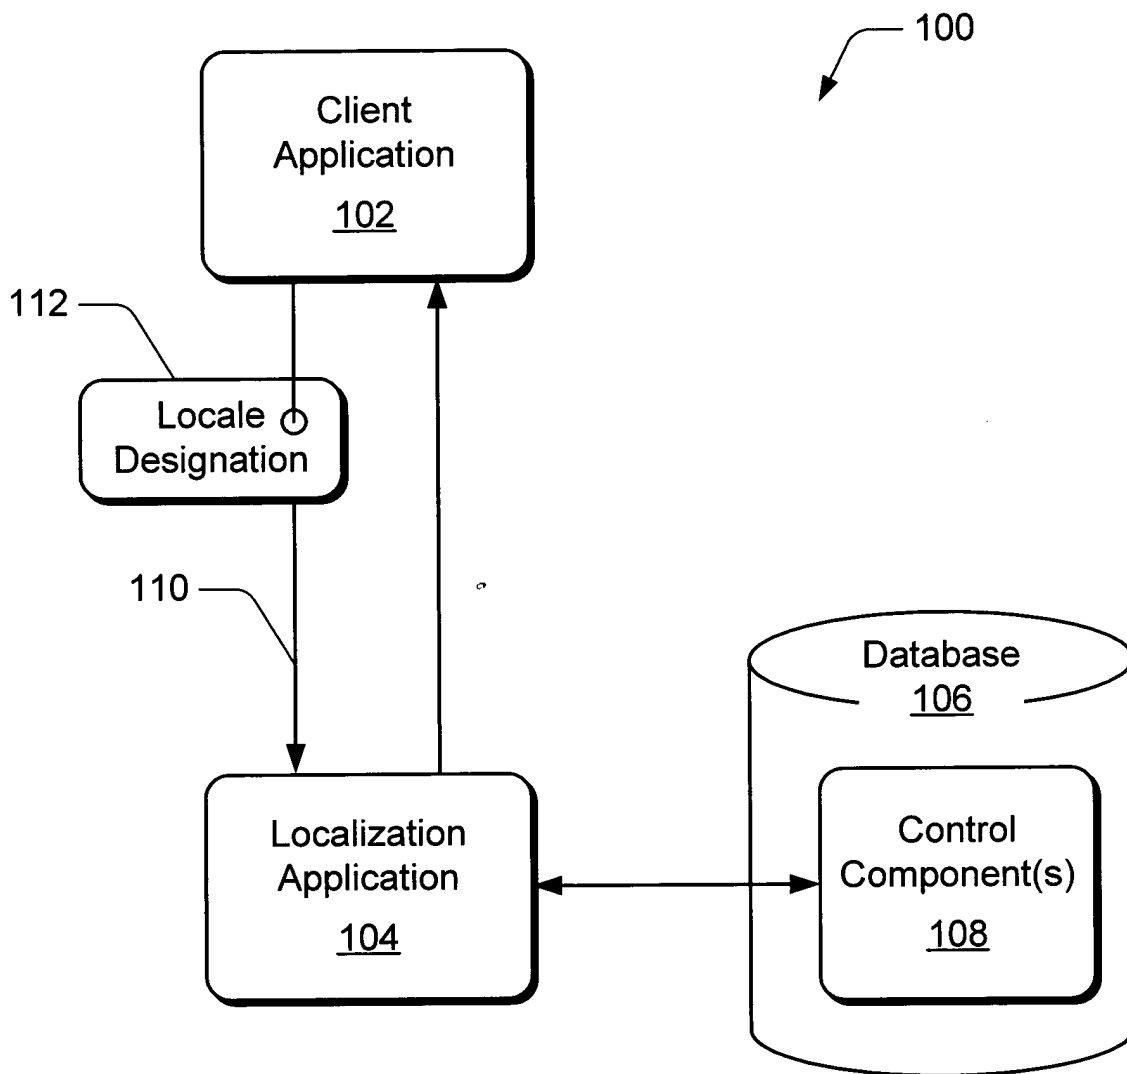 100
Client
Application
102
112
Locale
Designation
110
Database
106
Localization
Application
104
Control
Component(s)
108